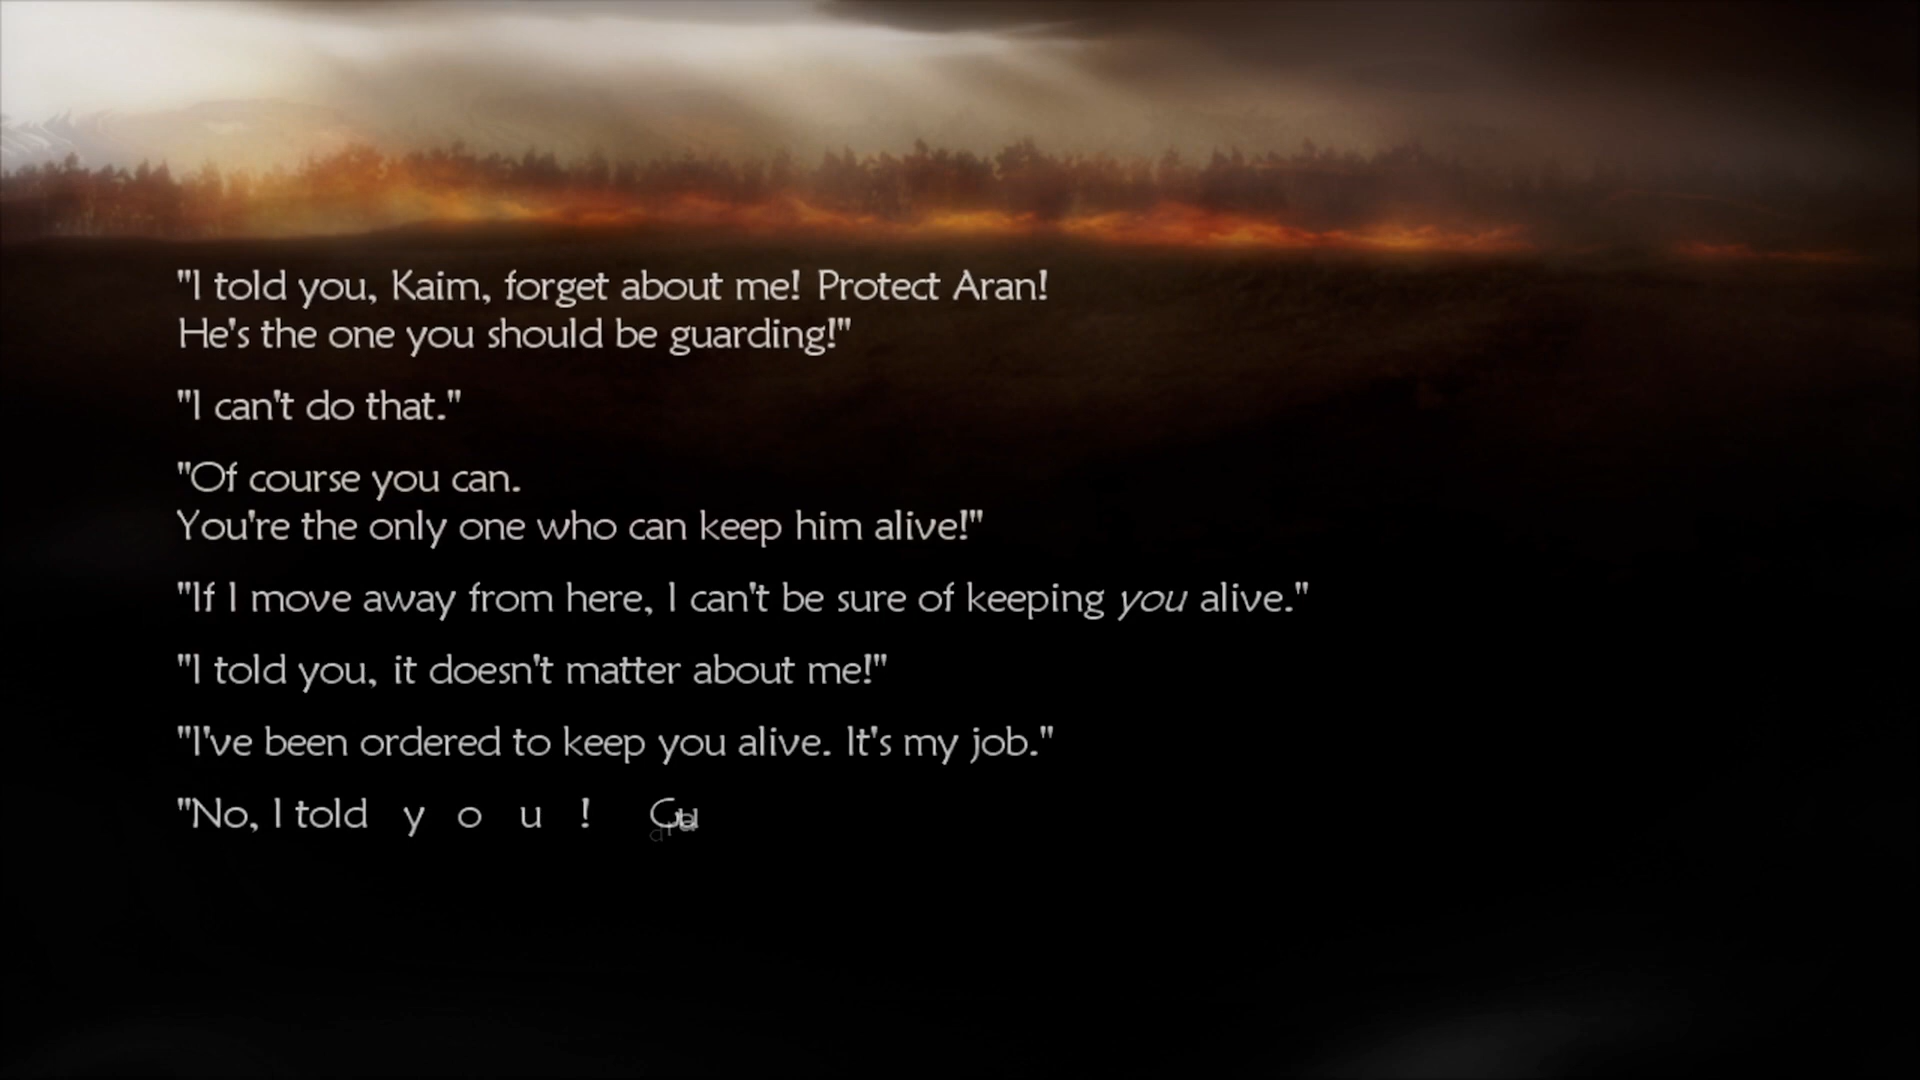 "I told you, Kaim, forget about me! Protect Aran!
He's the one you should be guarding!"
"I can't do that."
"Of course you can.
You're the only one who can keep him alive!"
"If I move away from here, I can't be sure of keeping you alive."
"I told you, it doesn't matter about me!"
"I've been ordered to keep you alive. It's my job."
"No, I told you!